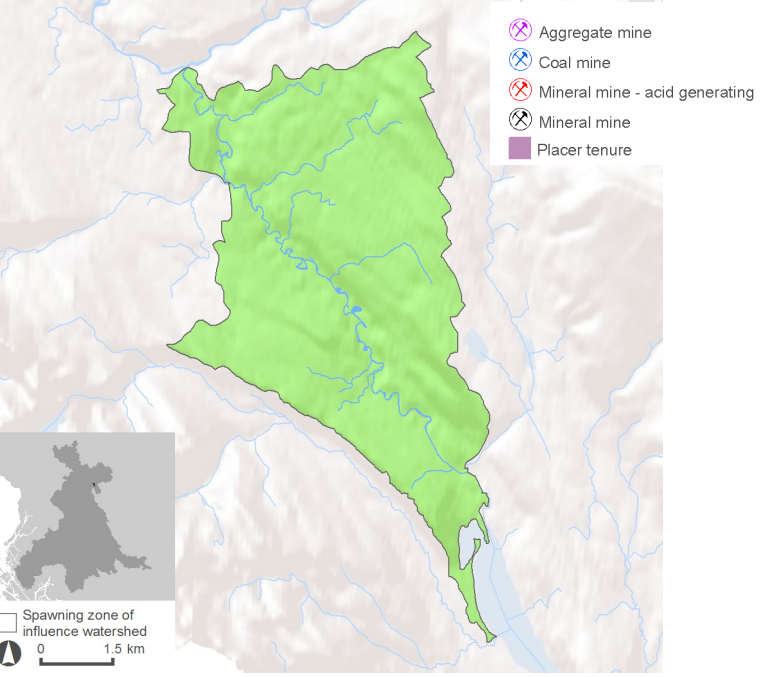 Aggregate mine
Coal mine
Mineral mine - acid generating
Mineral mine
Placer tenure
Spawning zone of
influence watershed
0 1.5 km